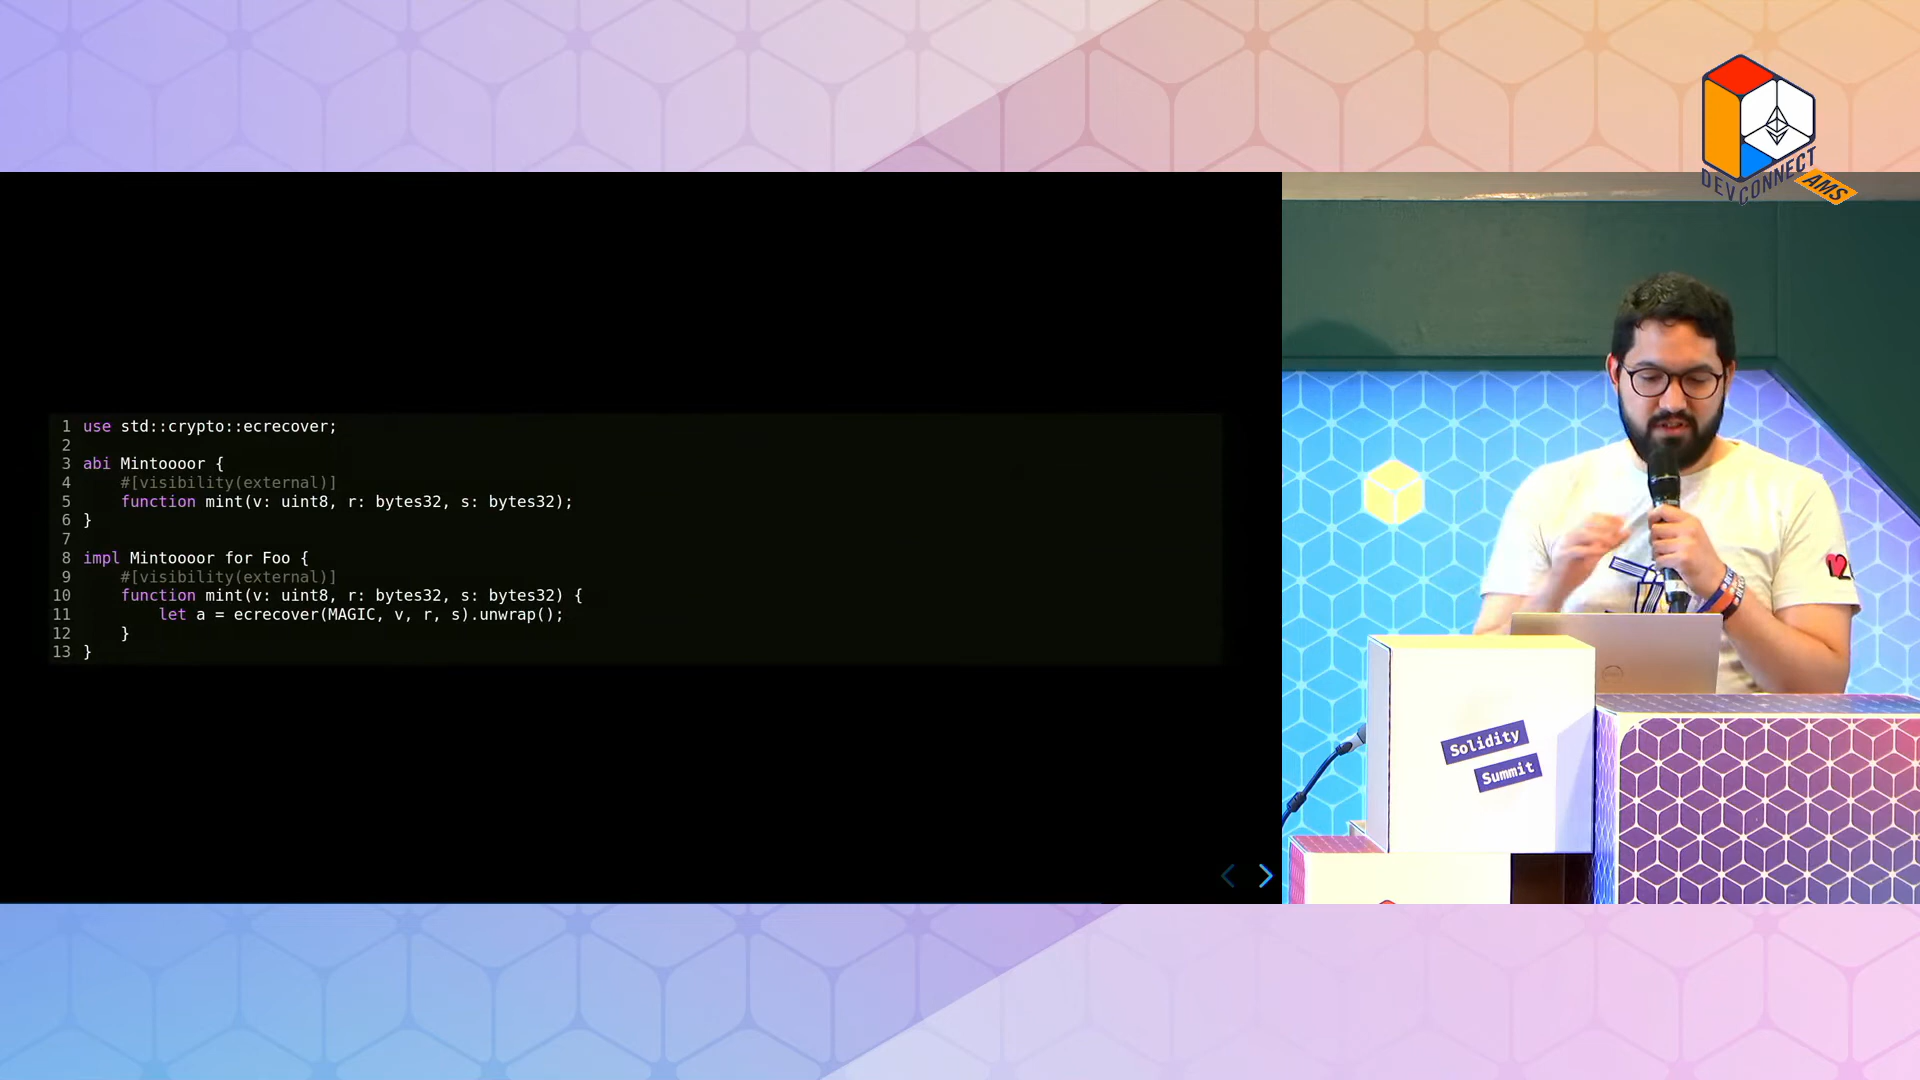 DEVCONNECT
AMS
1 use std::crypto::ecrecover;
2
3 abi Mintoooor {
4     #[visibility(external)]
5     function mint(v: uint8, r: bytes32, s: bytes32);
6 }
7
8 impl Mintoooor for Foo {
9     #[visibility(external)]
10     function mint(v: uint8, r: bytes32, s: bytes32) {
11         let a = ecrecover(MAGIC, v, r, s).unwrap();
12     }
13 }
Solidity
Summit